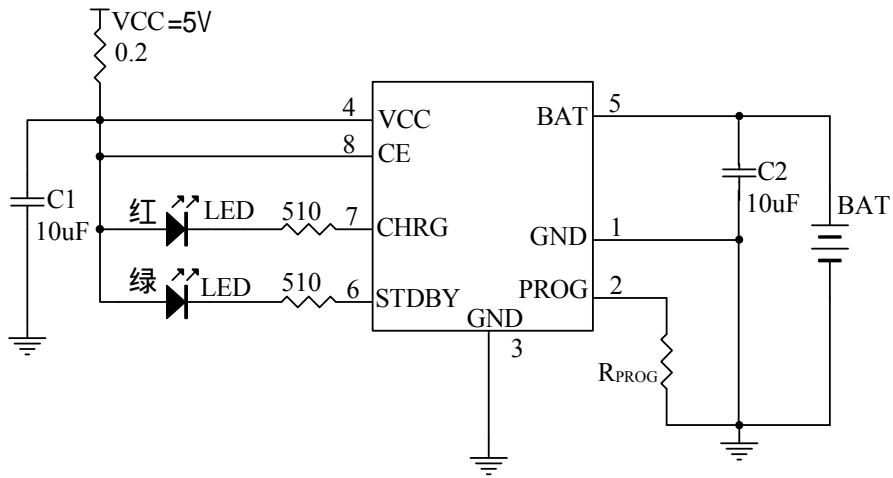 VCC=5V
0.2
4
VCC
8
CE
C1
10uF
红
LED
510
7
CHRG
绿
LED
510
6
STDBY
GND
3
BAT
5
GND
1
PROG
2
RPROG
C2
10uF
BAT